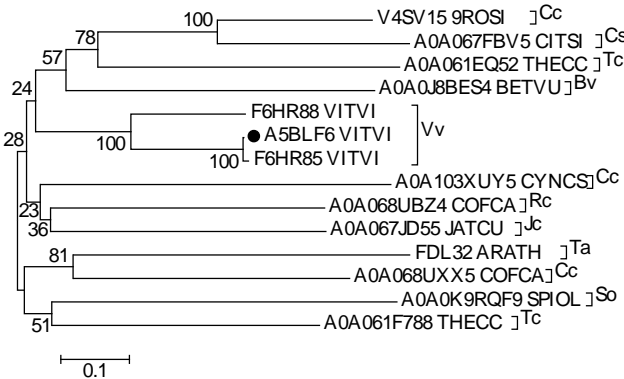 100 V4SV15 9ROSI Cc
78 A0A067FBV5 CITSI Cs
57 A0A061EQ52 THECC Tc
24 A0A0J8BES4 BETVU Bv
F6HR88 VITVI
28 100 A5BLF6 VITVI Vv
100 F6HR85 VITVI
A0A103XUY5 CYNCS Cc
23 A0A068UBZ4 COFCA Rc
36 A0A067JD55 JATCU Jc
81 FDL32 ARATH Ta
A0A068UXX5 COFCA Cc
A0A0K9RQF9 SPIOL So
51 A0A061F788 THECC Tc
0.1